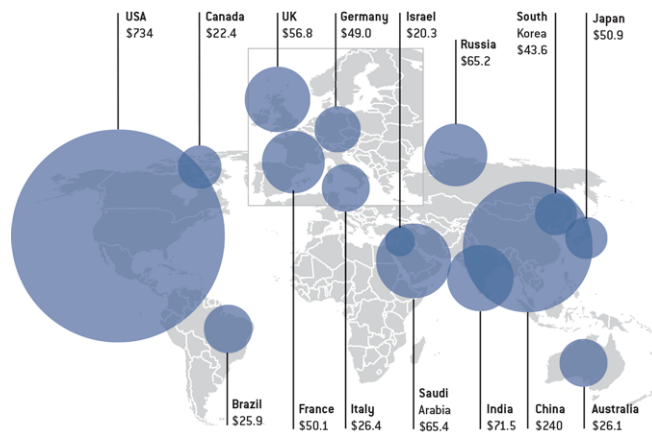 USA
$734
Canada
$22.4
UK
$56.8
Germany
$49.0
Israel
$20.3
Russia
$65.2
South
Korea
$43.6
Japan
$50.9
Brazil
$25.9
France
$50.1
Italy
$26.4
Saudi
Arabia
$65.4
India
$71.5
China
$240
Australia
$26.1